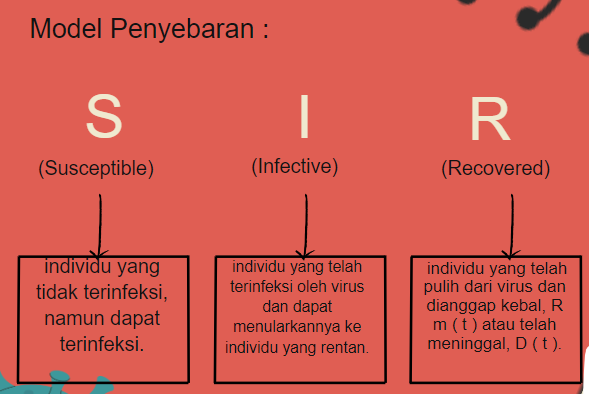 Model Penyebaran :
S
(Susceptible)
individu yang
tidak terinfeksi,
namun dapat
terinfeksi.
I
(Infective)
individu yang telah
terinfeksi oleh virus
dan dapat
menularkannya ke
individu yang rentan.
R
(Recovered)
individu yang telah
pulih dari virus dan
dianggap kebal, R
m ( t ) atau telah
meninggal, D ( t ).